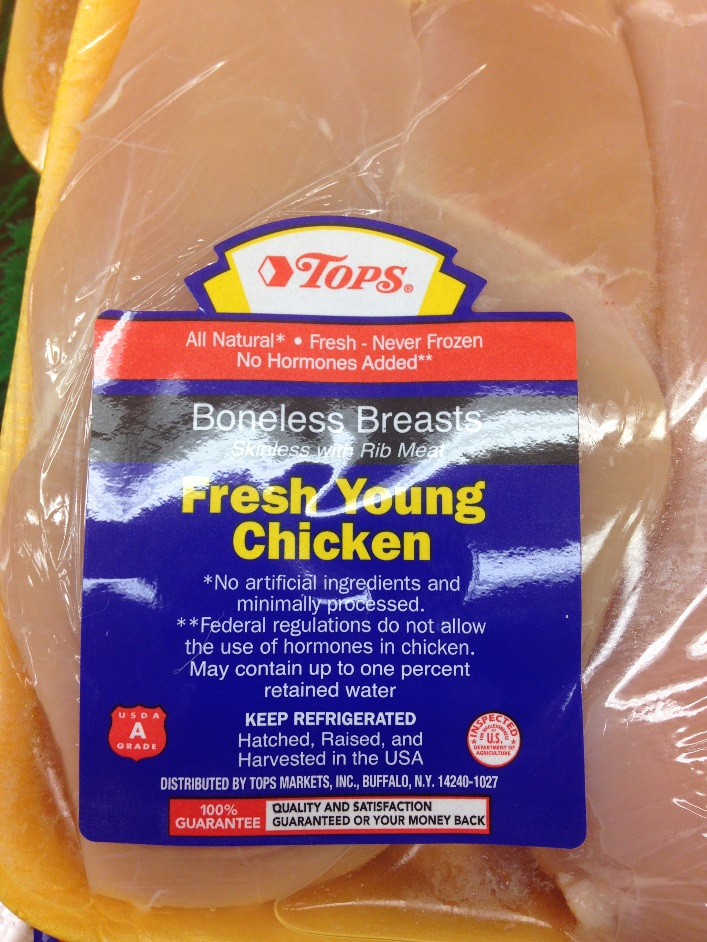 TOPS®
All Natural* • Fresh - Never Frozen
No Hormones Added**
Boneless Breasts
Skinless with Rib Meat
Fresh Young
Chicken
*No artificial ingredients and
minimally processed.
**Federal regulations do not allow
the use of hormones in chicken.
May contain up to one percent
retained water
KEEP REFRIGERATED
Hatched, Raised, and
Harvested in the USA
USDA
A
GRADE
INSPECTED
FOR WHOLESOMENESS
U.S.
DEPARTMENT OF
AGRICULTURE
DISTRIBUTED BY TOPS MARKETS, INC., BUFFALO, N.Y. 14240-1027
100%
GUARANTEE
QUALITY AND SATISFACTION
GUARANTEED OR YOUR MONEY BACK